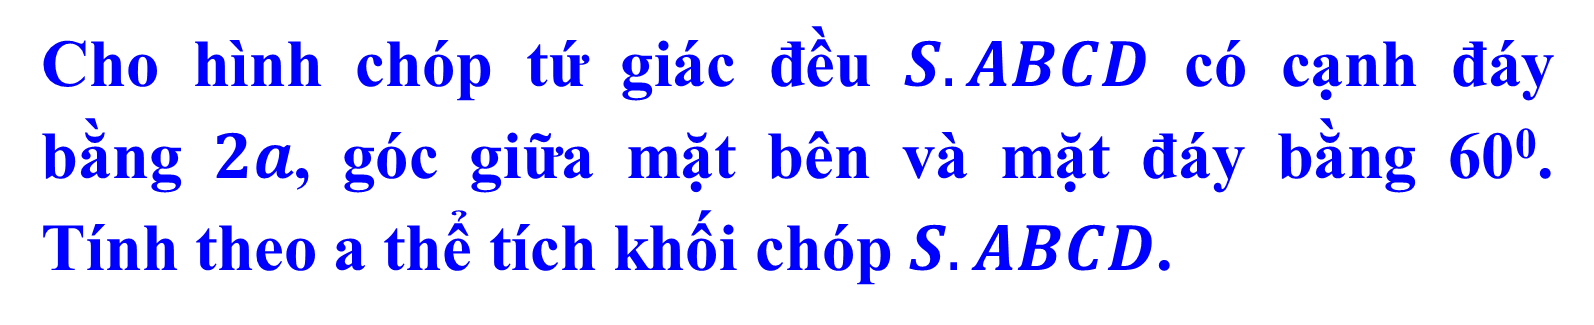 Cho hình chóp tứ giác đều S.ABCD có cạnh đáy
bằng 2a, góc giữa mặt bên và mặt đáy bằng 60⁰.
Tính theo a thể tích khối chóp S.ABCD.